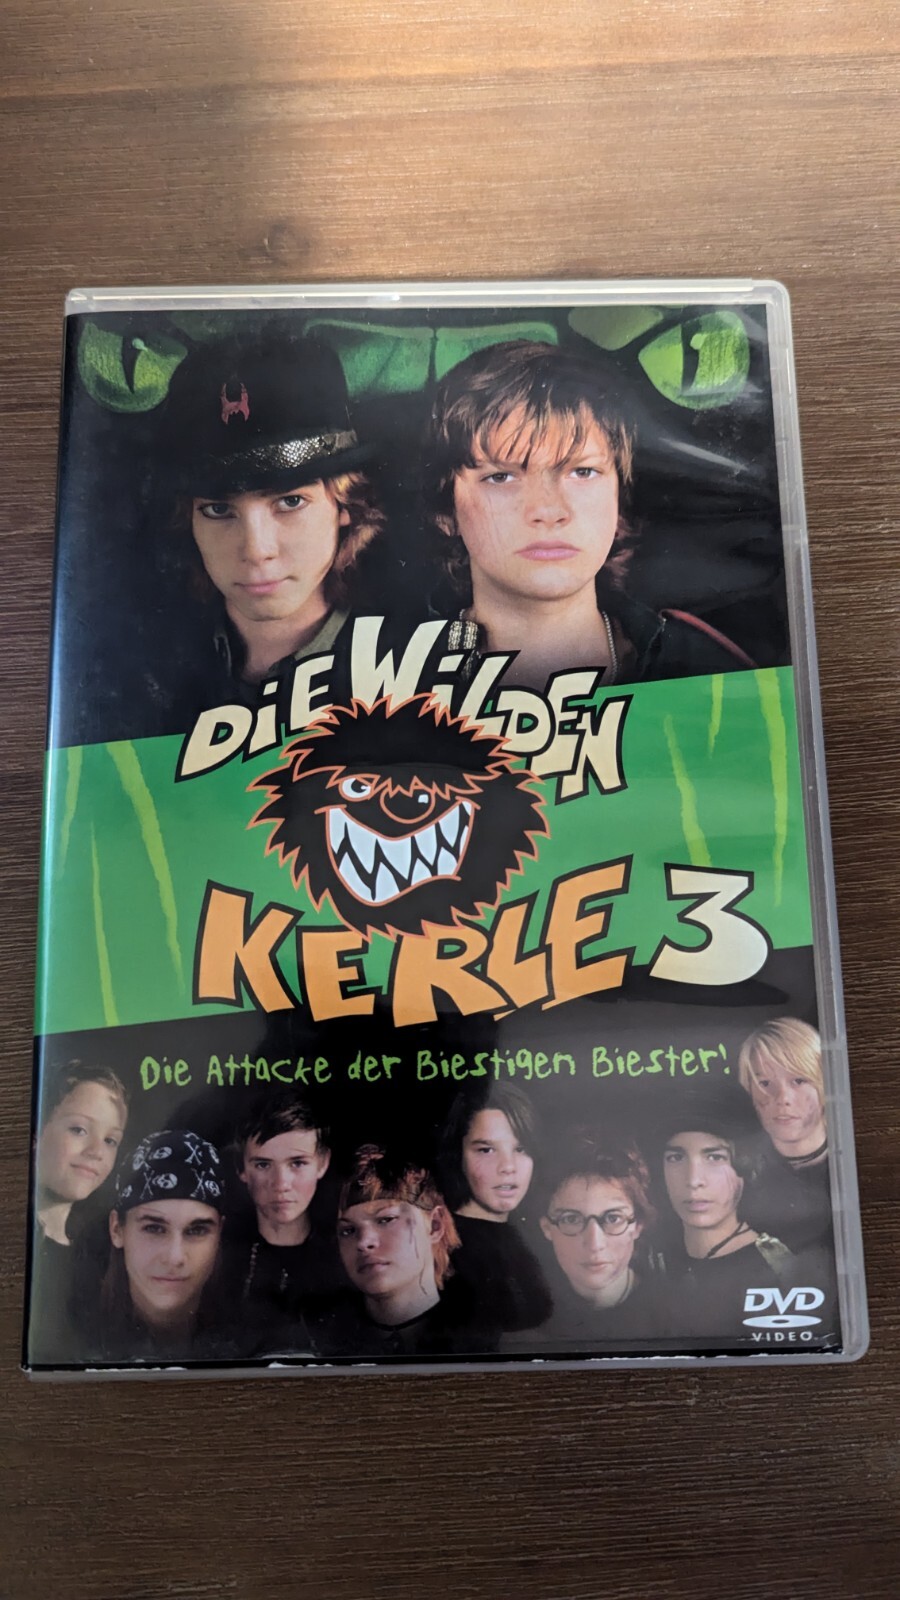 DiE WiLDEN
KERLE 3
Die Attacke der Biestigen Biester!
DVD
VIDEO